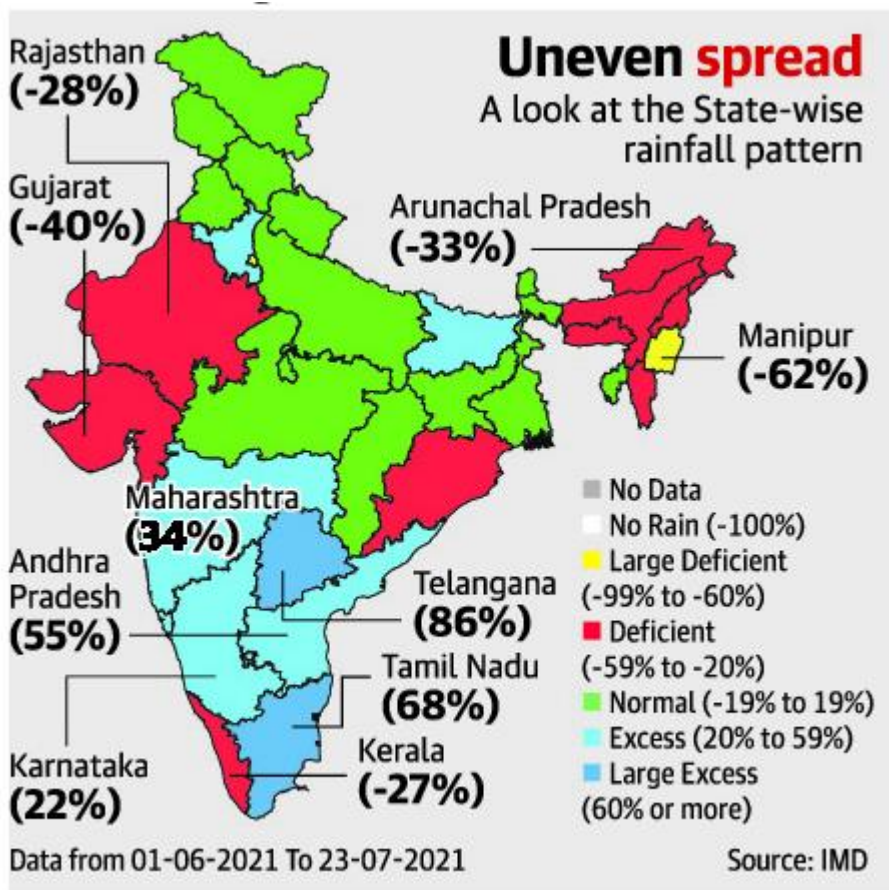 Uneven spread
A look at the State-wise
rainfall pattern
Rajasthan
(-28%)
Gujarat
(-40%)
Arunachal Pradesh
(-33%)
Manipur
(-62%)
Maharashtra
(34%)
Andhra
Pradesh
(55%)
Telangana
(86%)
Tamil Nadu
(68%)
Karnataka
(22%)
Kerala
(-27%)
No Data
No Rain (-100%)
Large Deficient
(-99% to -60%)
Deficient
(-59% to -20%)
Normal (-19% to 19%)
Excess (20% to 59%)
Large Excess
(60% or more)
Data from 01-06-2021 To 23-07-2021
Source: IMD